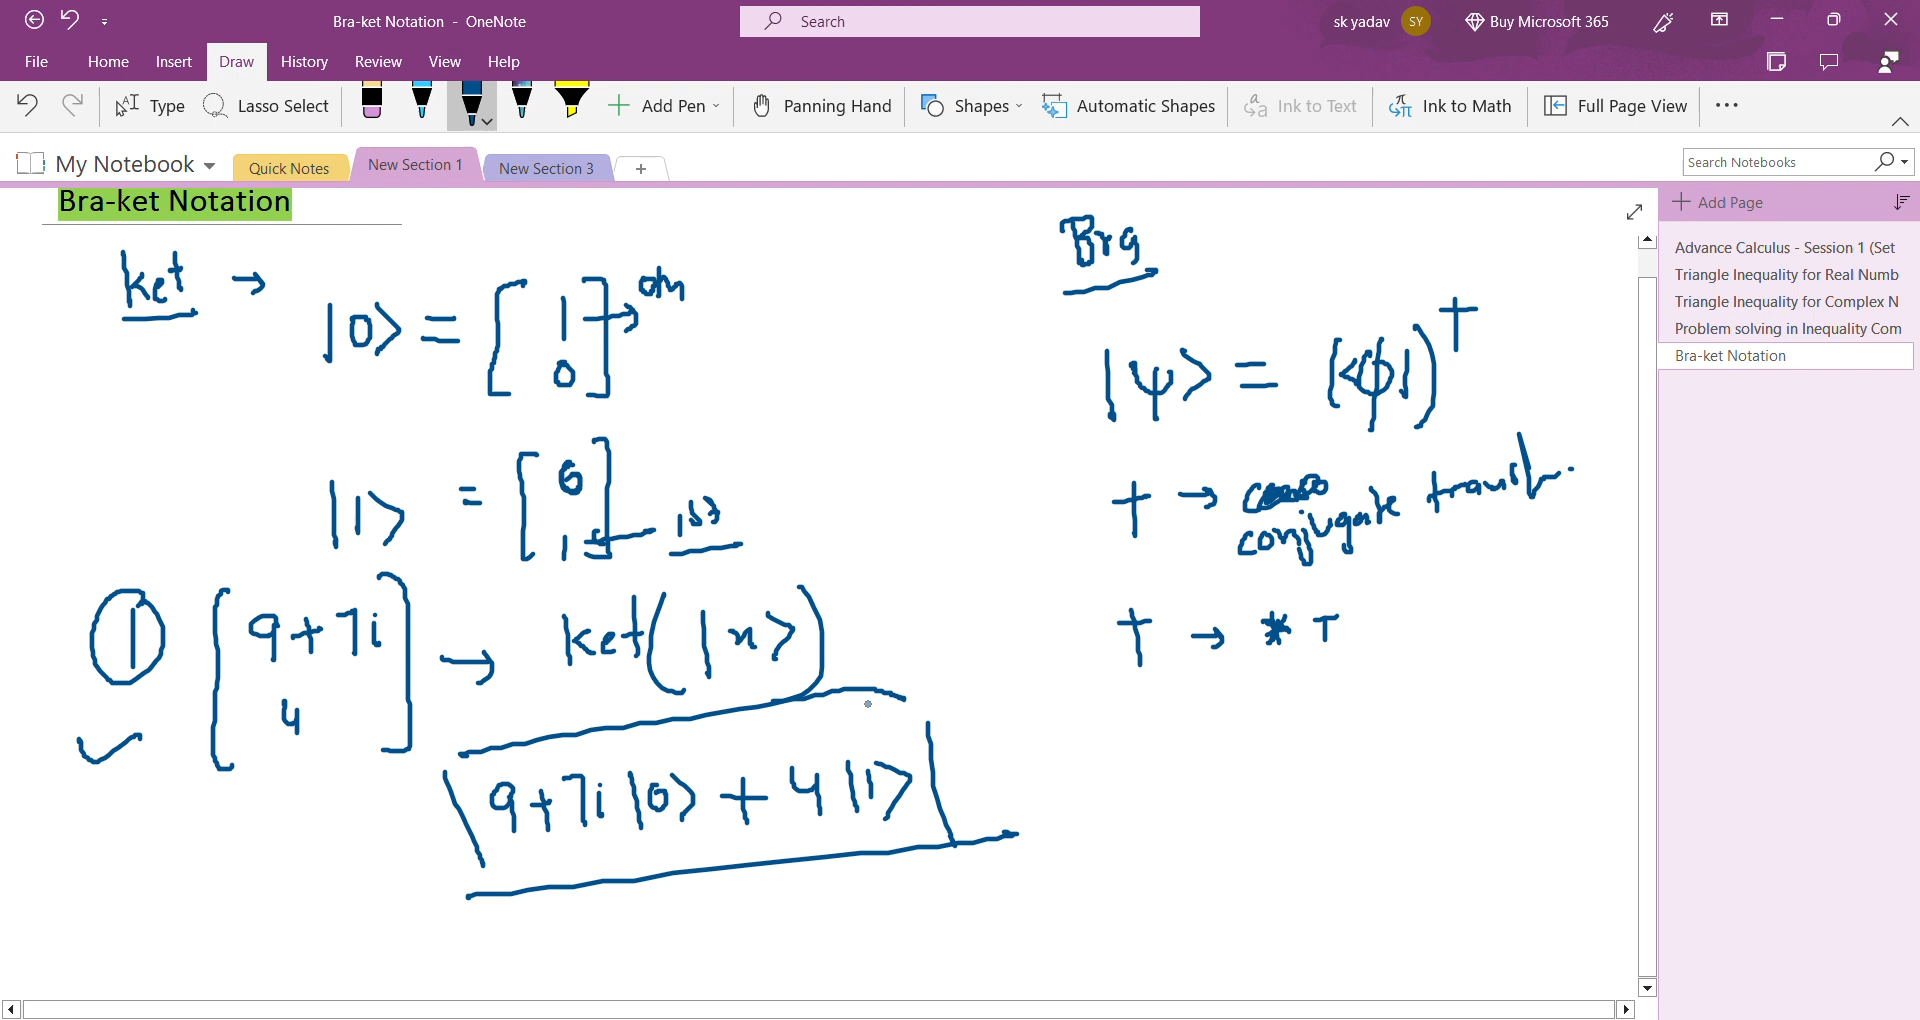 Bra-ket Notation - OneNote
Search
sk yadav SY
Buy Microsoft 365
File Home Insert Draw History Review View Help
Type Lasso Select Add Pen Panning Hand Shapes Automatic Shapes Ink to Text Ink to Math Full Page View
My Notebook Quick Notes New Section 1 New Section 3 + Search Notebooks
Add Page
Advance Calculus - Session 1 (Set
Triangle Inequality for Real Numb
Triangle Inequality for Complex N
Problem solving in Inequality Com
Bra-ket Notation
Bra-ket Notation
ket →
|0> = [ 1 → 0th
0 ]
|1> = [ 0
1 ] ← 1st
① [ 9+7i
4 ] → ket( |x> )
9+7i |0> + 4 |1>
Bra
|ψ> = (<ϕ|)†
† →
conjugate
† → * T